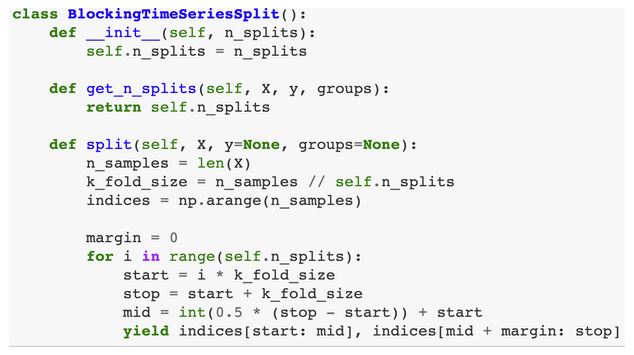 class BlockingTimeSeriesSplit():
    def __init__(self, n_splits):
        self.n_splits = n_splits

    def get_n_splits(self, X, y, groups):
        return self.n_splits

    def split(self, X, y=None, groups=None):
        n_samples = len(X)
        k_fold_size = n_samples // self.n_splits
        indices = np.arange(n_samples)

        margin = 0
        for i in range(self.n_splits):
            start = i * k_fold_size
            stop = start + k_fold_size
            mid = int(0.5 * (stop - start)) + start
            yield indices[start: mid], indices[mid + margin: stop]